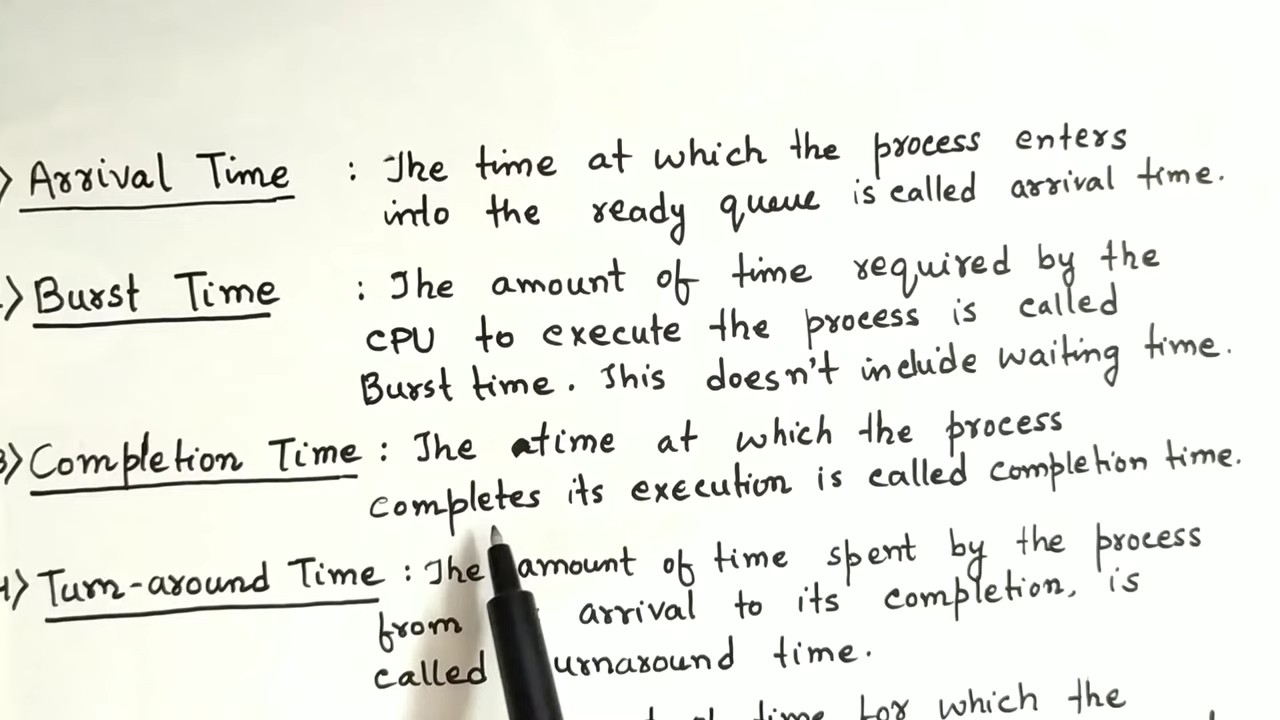 ) Arrival Time : The time at which the process enters
into the ready queue is called arrival time.
) Burst Time : The amount of time required by the
CPU to execute the process is called
Burst time. This doesn't include waiting time.
3) Completion Time : The time at which the process
completes its execution is called completion time.
4) Turn-around Time : The amount of time spent by the process
from arrival to its completion, is
called urnaround time.
time for which the